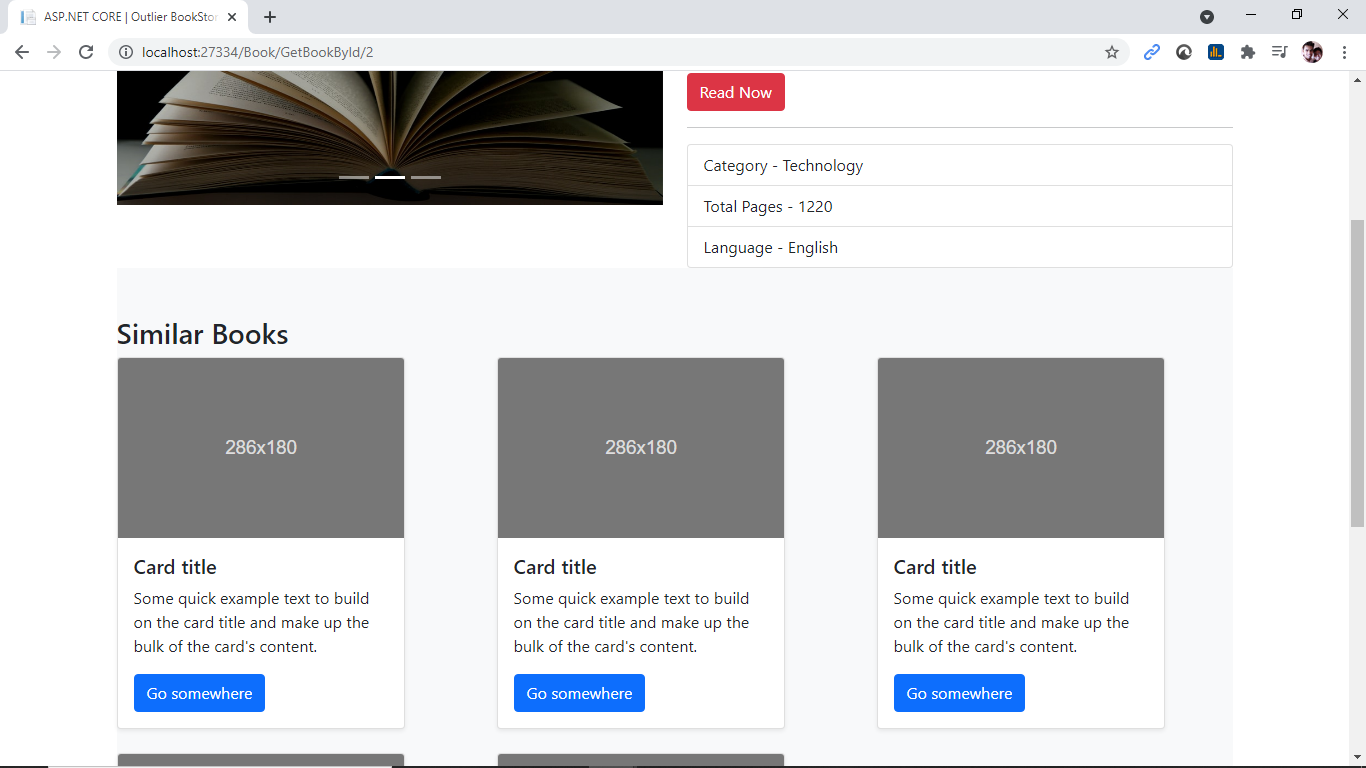 ASP.NET CORE | Outlier BookStor
localhost:27334/Book/GetBookById/2
Read Now
Category - Technology
Total Pages - 1220
Language - English
Similar Books
286x180
286x180
286x180
Card title
Some quick example text to build
on the card title and make up the
bulk of the card's content.
Go somewhere
Card title
Some quick example text to build
on the card title and make up the
bulk of the card's content.
Go somewhere
Card title
Some quick example text to build
on the card title and make up the
bulk of the card's content.
Go somewhere